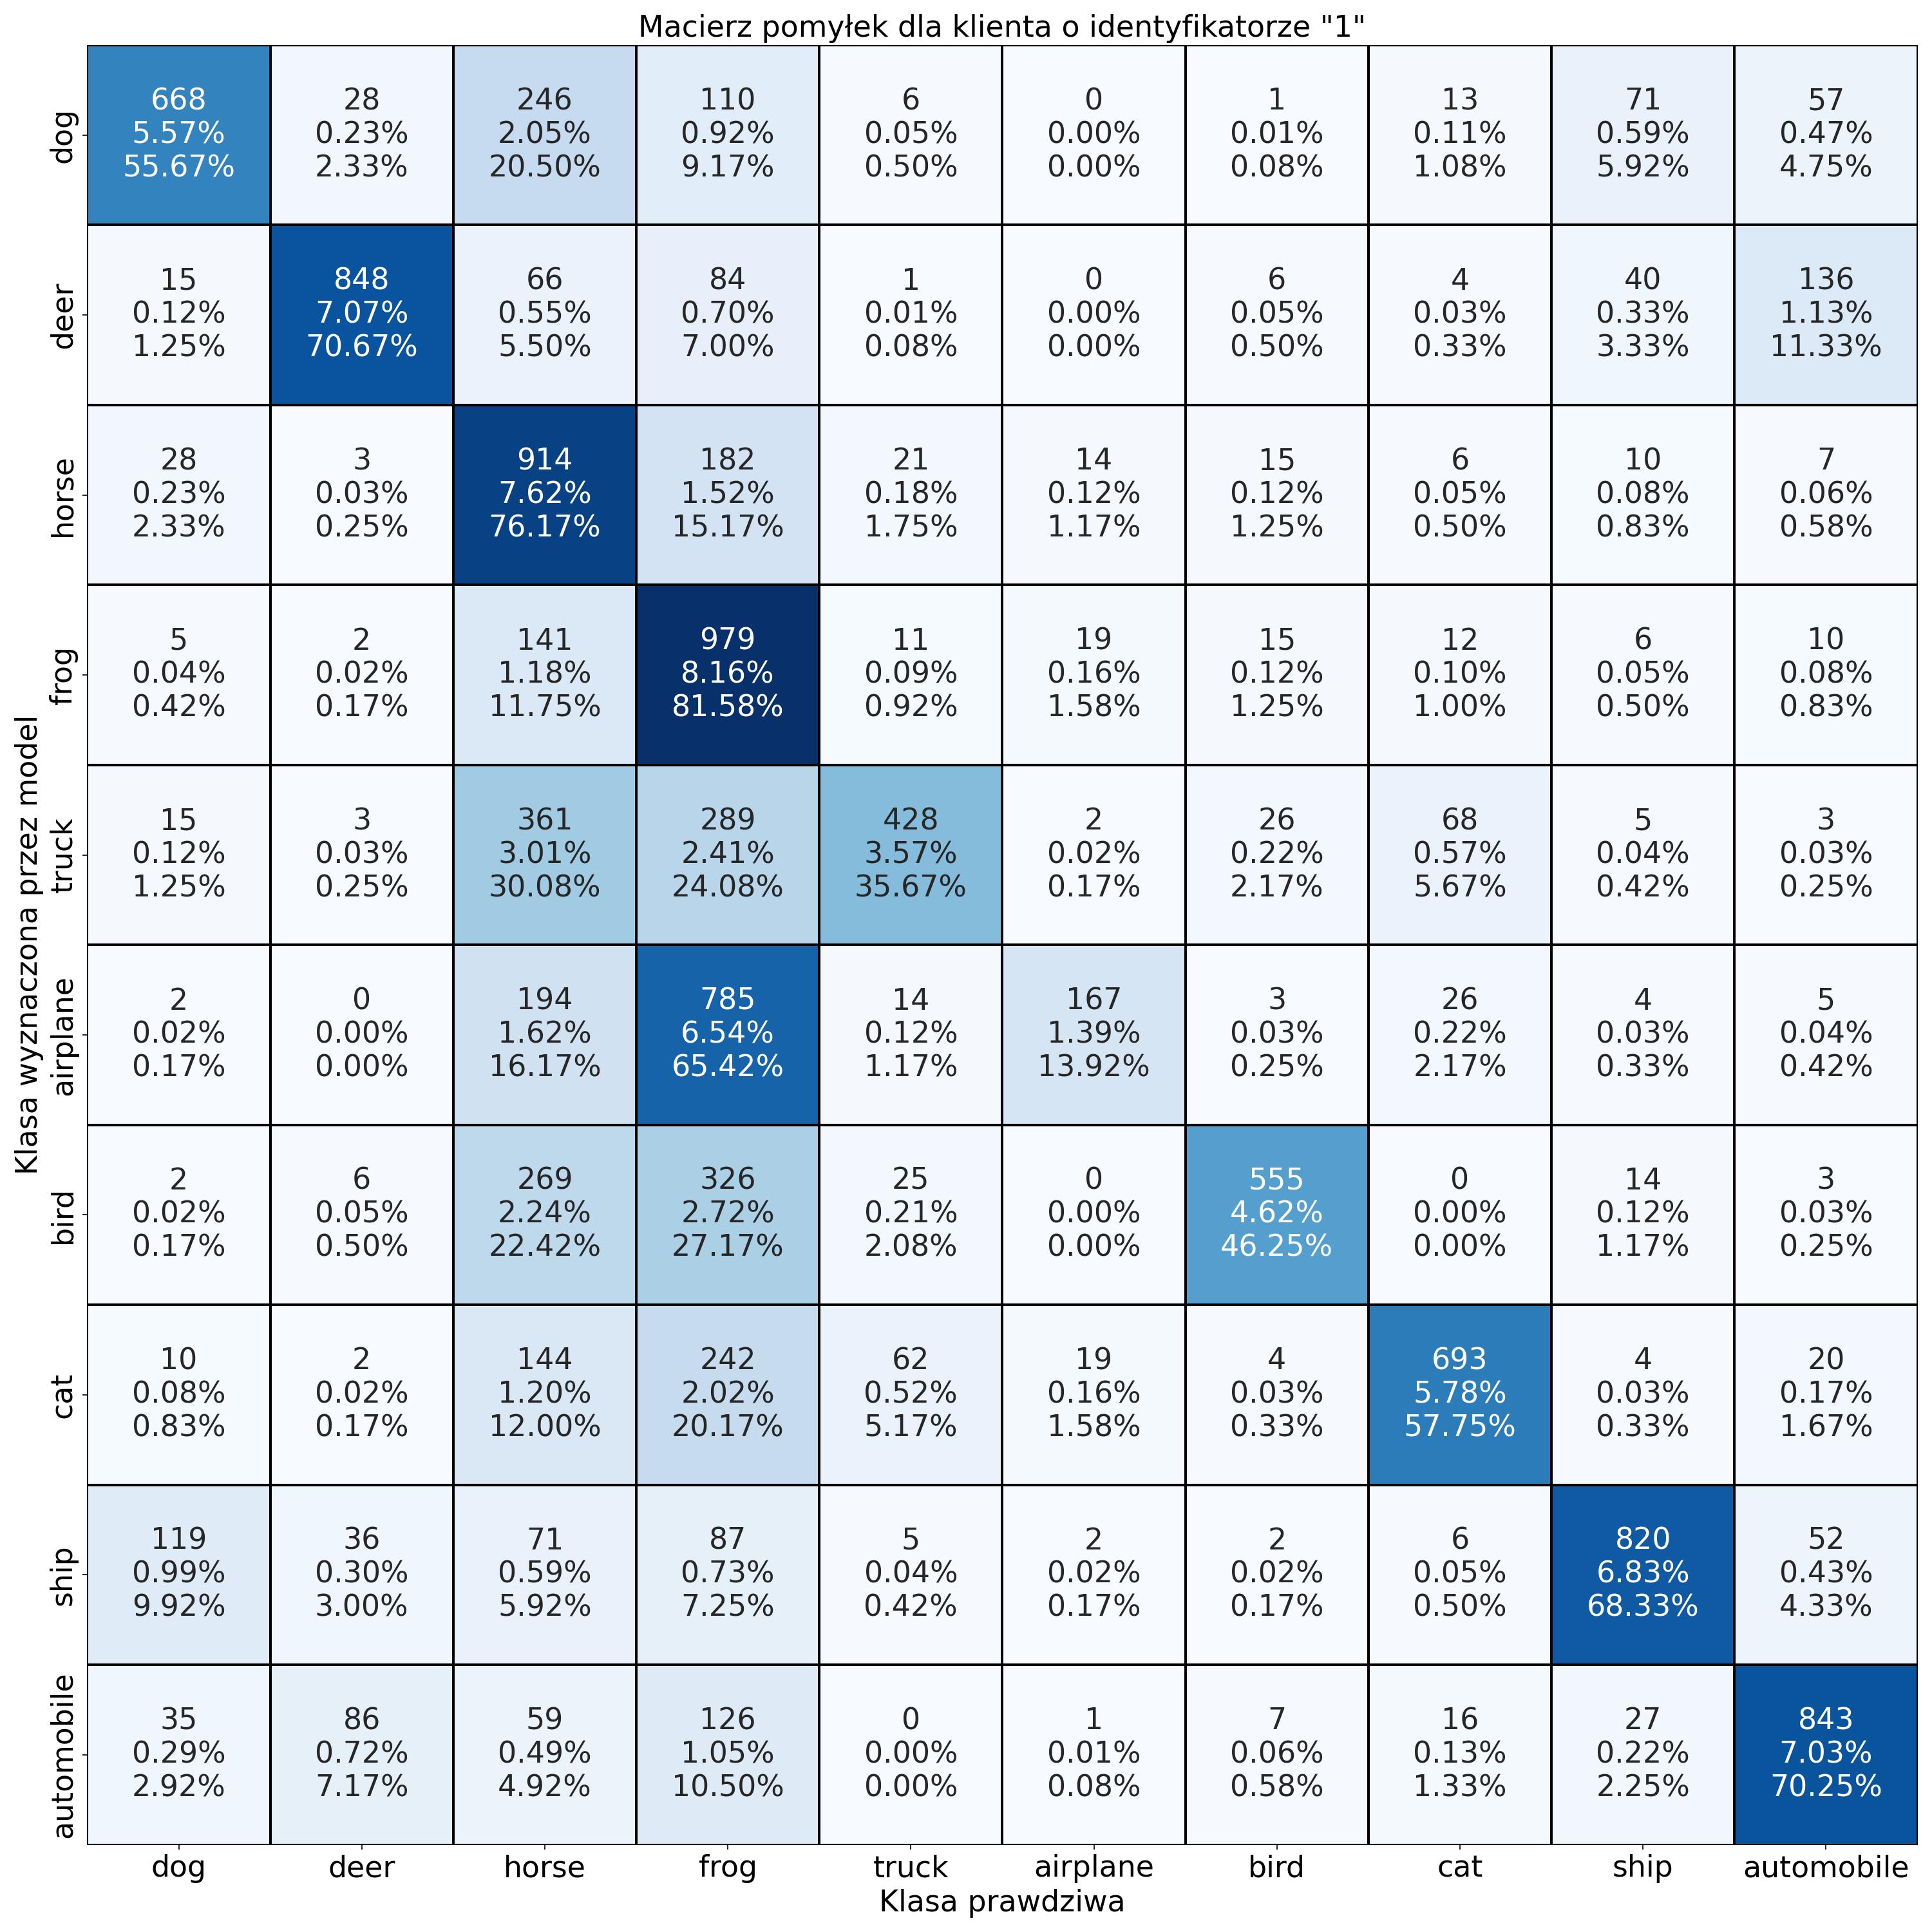 Macierz pomyłek dla klienta o identyfikatorze "1"
Klasa wyznaczona przez model
dog
668 28 246 110 6 0 1 13 71 57
5.57% 0.23% 2.05% 0.92% 0.05% 0.00% 0.01% 0.11% 0.59% 0.47%
55.67% 2.33% 20.50% 9.17% 0.50% 0.00% 0.08% 1.08% 5.92% 4.75%
deer
15 848 66 84 1 0 6 4 40 136
0.12% 7.07% 0.55% 0.70% 0.01% 0.00% 0.05% 0.03% 0.33% 1.13%
1.25% 70.67% 5.50% 7.00% 0.08% 0.00% 0.50% 0.33% 3.33% 11.33%
horse
28 3 914 182 21 14 15 6 10 7
0.23% 0.03% 7.62% 1.52% 0.18% 0.12% 0.12% 0.05% 0.08% 0.06%
2.33% 0.25% 76.17% 15.17% 1.75% 1.17% 1.25% 0.50% 0.83% 0.58%
frog
5 2 141 979 11 19 15 12 6 10
0.04% 0.02% 1.18% 8.16% 0.09% 0.16% 0.12% 0.10% 0.05% 0.08%
0.42% 0.17% 11.75% 81.58% 0.92% 1.58% 1.25% 1.00% 0.50% 0.83%
truck
15 3 361 289 428 2 26 68 5 3
0.12% 0.03% 3.01% 2.41% 3.57% 0.02% 0.22% 0.57% 0.04% 0.03%
1.25% 0.25% 30.08% 24.08% 35.67% 0.17% 2.17% 5.67% 0.42% 0.25%
airplane
2 0 194 785 14 167 3 26 4 5
0.02% 0.00% 1.62% 6.54% 0.12% 1.39% 0.03% 0.22% 0.03% 0.04%
0.17% 0.00% 16.17% 65.42% 1.17% 13.92% 0.25% 2.17% 0.33% 0.42%
bird
2 6 269 326 25 0 555 0 14 3
0.02% 0.05% 2.24% 2.72% 0.21% 0.00% 4.62% 0.00% 0.12% 0.03%
0.17% 0.50% 22.42% 27.17% 2.08% 0.00% 46.25% 0.00% 1.17% 0.25%
cat
10 2 144 242 62 19 4 693 4 20
0.08% 0.02% 1.20% 2.02% 0.52% 0.16% 0.03% 5.78% 0.03% 0.17%
0.83% 0.17% 12.00% 20.17% 5.17% 1.58% 0.33% 57.75% 0.33% 1.67%
ship
119 36 71 87 5 2 2 6 820 52
0.99% 0.30% 0.59% 0.73% 0.04% 0.02% 0.02% 0.05% 6.83% 0.43%
9.92% 3.00% 5.92% 7.25% 0.42% 0.17% 0.17% 0.50% 68.33% 4.33%
automobile
35 86 59 126 0 1 7 16 27 843
0.29% 0.72% 0.49% 1.05% 0.00% 0.01% 0.06% 0.13% 0.22% 7.03%
2.92% 7.17% 4.92% 10.50% 0.00% 0.08% 0.58% 1.33% 2.25% 70.25%
dog deer horse frog truck airplane bird cat ship automobile
Klasa prawdziwa